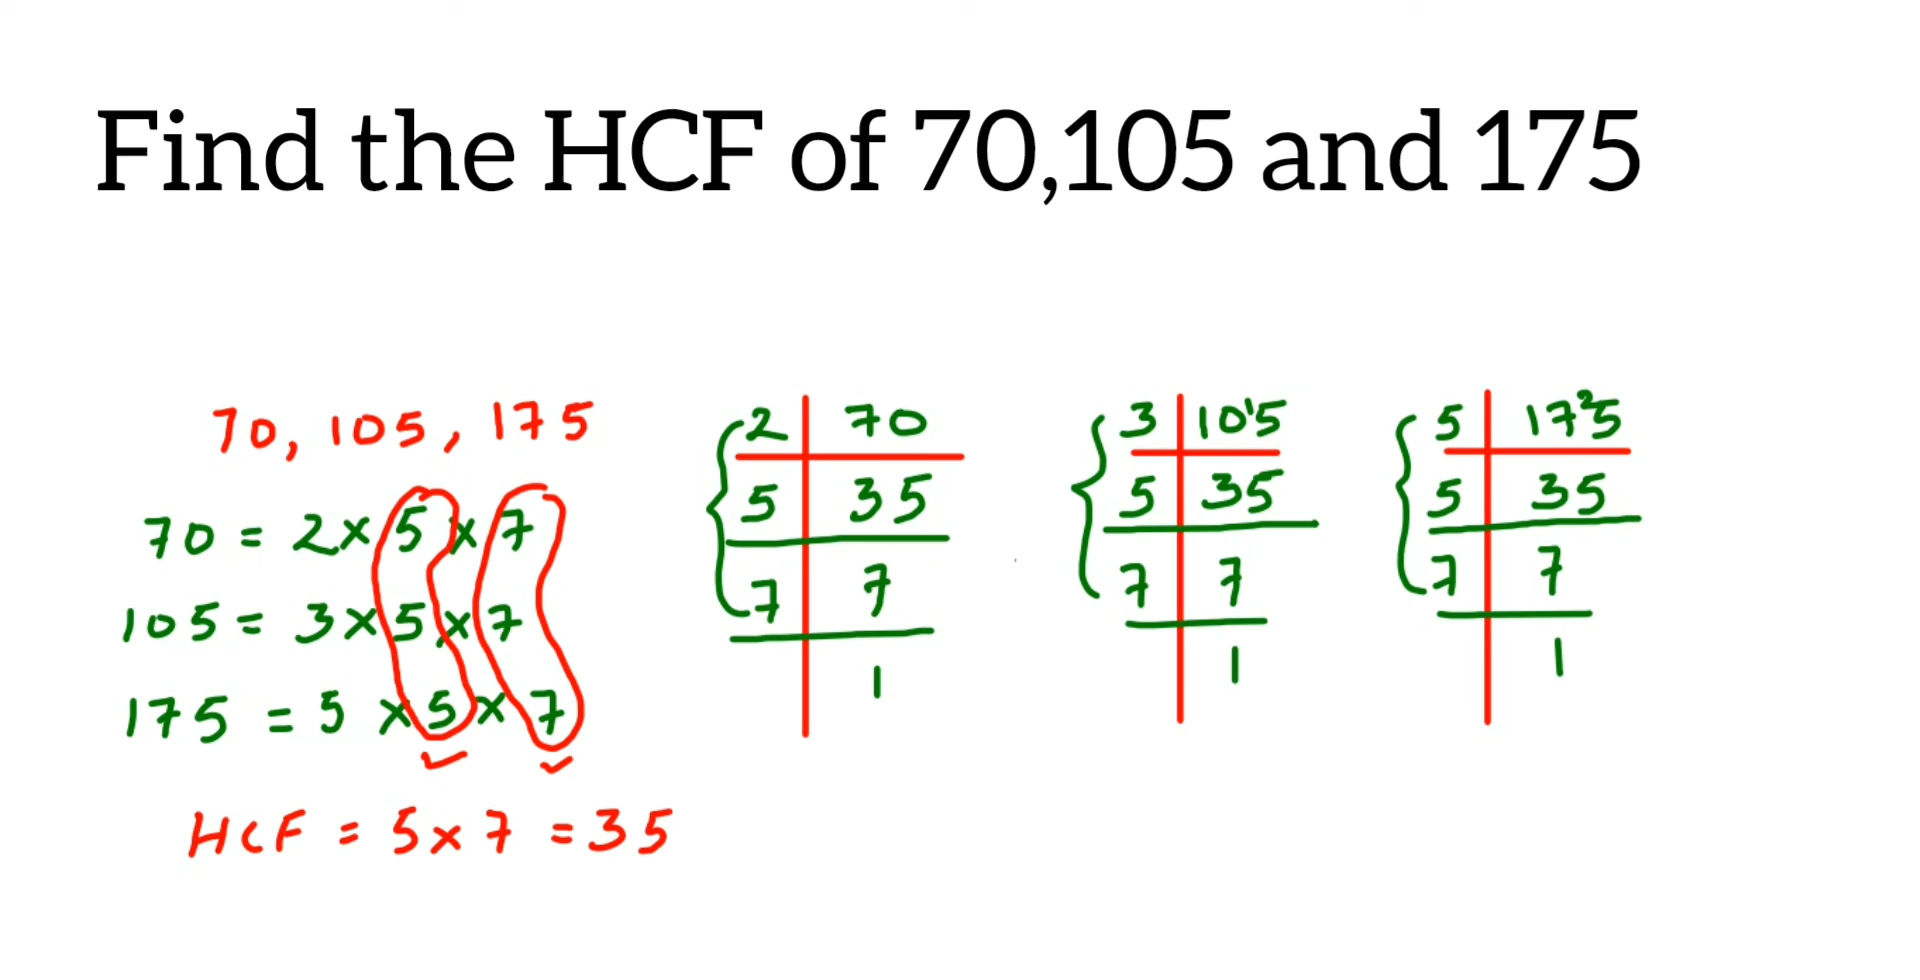 Find the HCF of 70,105 and 175
70, 105, 175
70 = 2 × 5 × 7
105 = 3 × 5 × 7
175 = 5 × 5 × 7
HCF = 5 × 7 = 35
2 70
5 35
7 7
1
3 10¹5
5 35
7 7
1
5 17²5
5 35
7 7
1